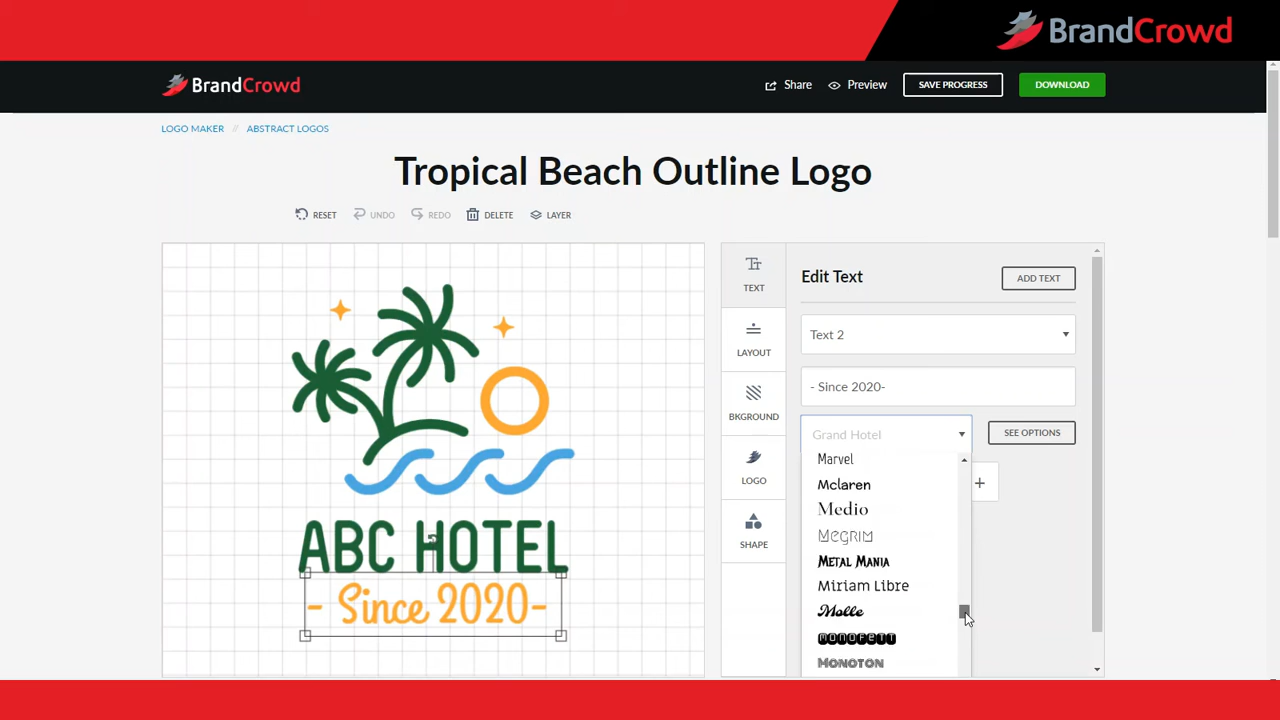 BrandCrowd
BrandCrowd
Share
Preview
SAVE PROGRESS
DOWNLOAD
LOGO MAKER // ABSTRACT LOGOS
Tropical Beach Outline Logo
RESET
UNDO
REDO
DELETE
LAYER
ABC HOTEL
- Since 2020-
TEXT
LAYOUT
BKGROUND
LOGO
SHAPE
Edit Text
ADD TEXT
Text 2
- Since 2020-
Grand Hotel
SEE OPTIONS
+
Marvel
Mclaren
Medio
Megrim
Metal Mania
Miriam Libre
Molle
Monofett
Monoton